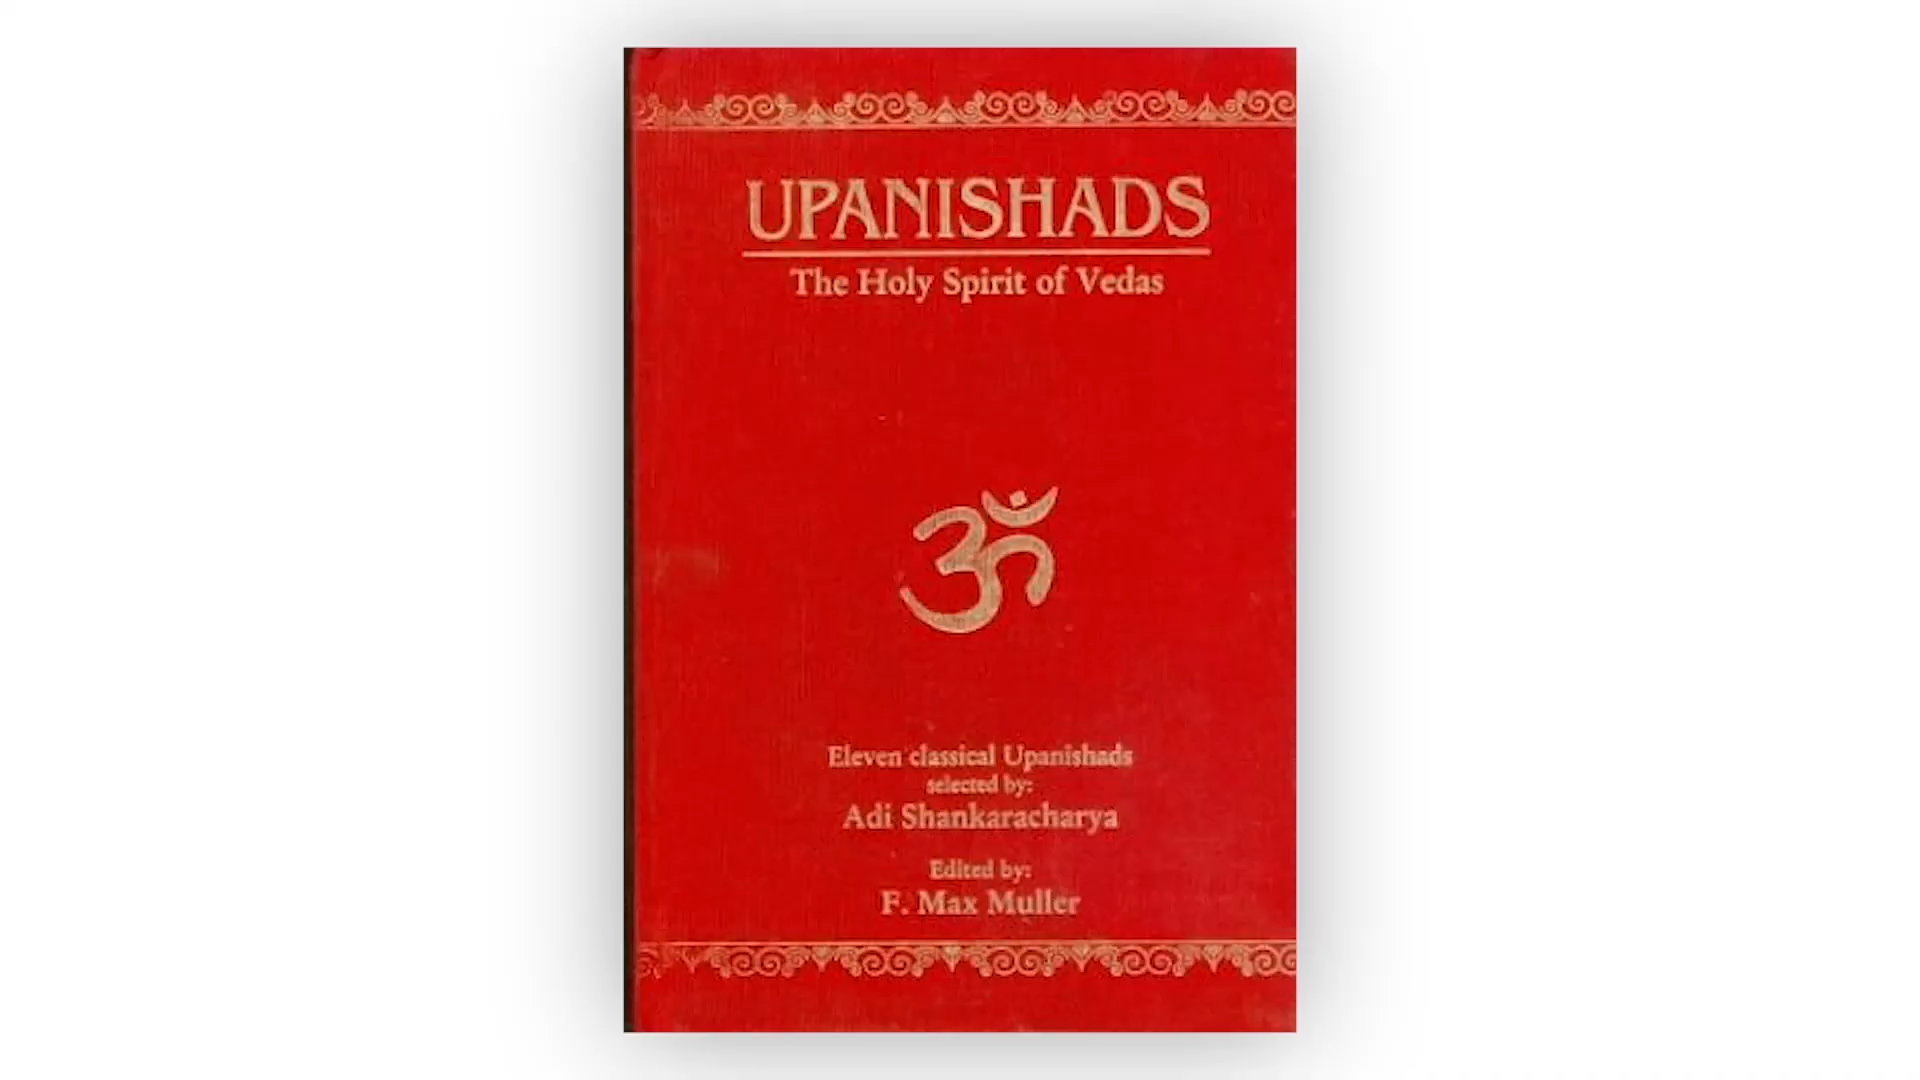 UPANISHADS
The Holy Spirit of Vedas
ॐ
Eleven classical Upanishads
selected by:
Adi Shankaracharya
Edited by:
F. Max Muller